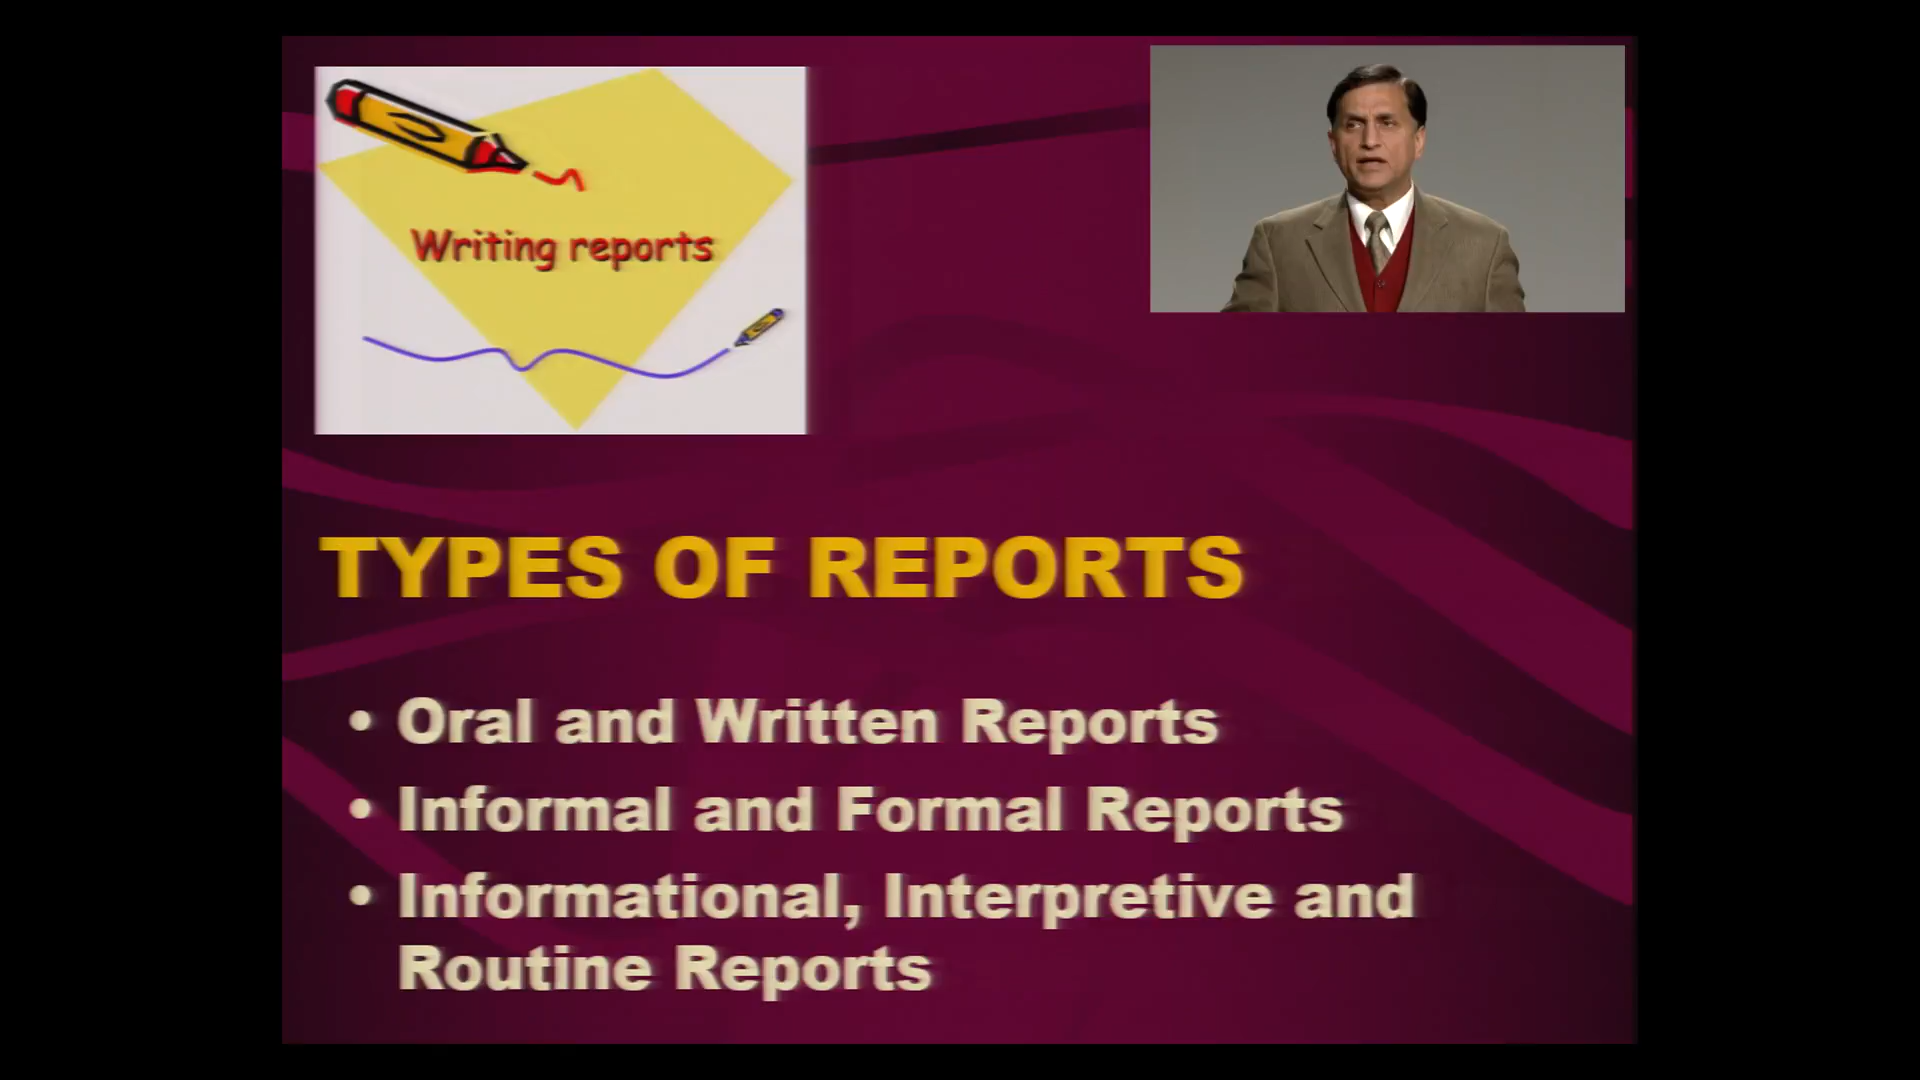 Writing reports
TYPES OF REPORTS
• Oral and Written Reports
• Informal and Formal Reports
• Informational, Interpretive and
Routine Reports